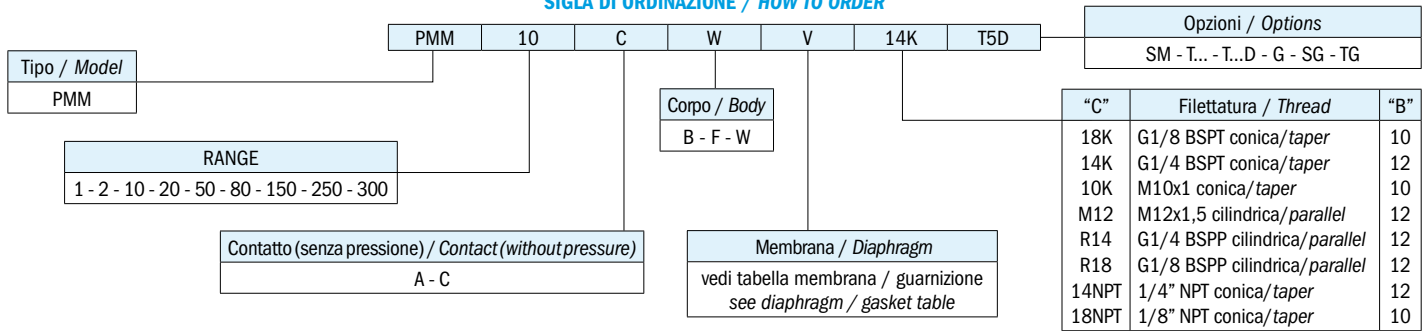 SIGLA DI ORDINAZIONE / HOW TO ORDER
PMM 10 C W V 14K T5D
Opzioni / Options
SM - T... - T...D - G - SG - TG
Tipo / Model
PMM
Corpo / Body
B - F - W
RANGE
1 - 2 - 10 - 20 - 50 - 80 - 150 - 250 - 300
Contatto (senza pressione) / Contact (without pressure)
A - C
Membrana / Diaphragm
vedi tabella membrana / guarnizione
see diaphragm / gasket table
“C” Filettatura / Thread “B”
18K G1/8 BSPT conica/taper 10
14K G1/4 BSPT conica/taper 12
10K M10x1 conica/taper 10
M12 M12x1,5 cilindrica/parallel 12
R14 G1/4 BSPP cilindrica/parallel 12
R18 G1/8 BSPP cilindrica/parallel 12
14NPT 1/4” NPT conica/taper 12
18NPT 1/8” NPT conica/taper 10